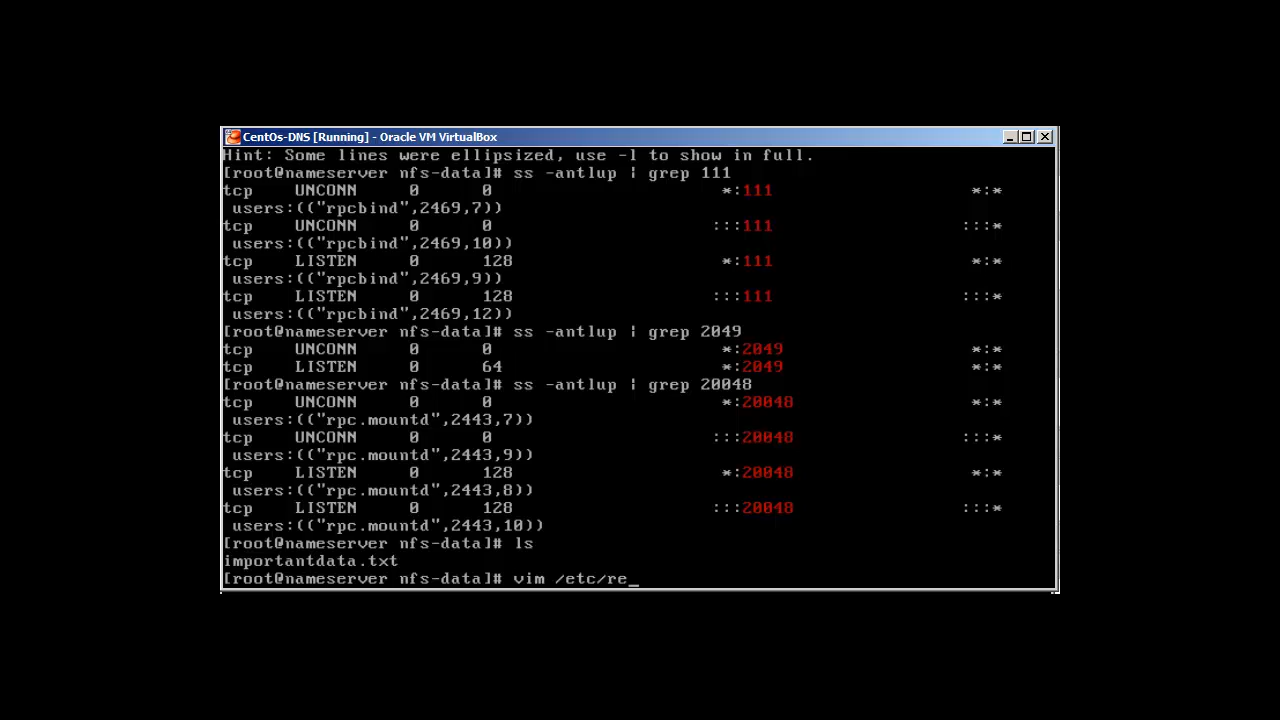 CentOs-DNS [Running] - Oracle VM VirtualBox
Hint: Some lines were ellipsized, use -l to show in full.
[root@nameserver nfs-data]# ss -antlup | grep 111
tcp UNCONN 0 0 *:111 *:*
users:(("rpcbind",2469,7))
tcp UNCONN 0 0 :::111 :::*
users:(("rpcbind",2469,10))
tcp LISTEN 0 128 *:111 *:*
users:(("rpcbind",2469,9))
tcp LISTEN 0 128 :::111 :::*
users:(("rpcbind",2469,12))
[root@nameserver nfs-data]# ss -antlup | grep 2049
tcp UNCONN 0 0 *:2049 *:*
tcp LISTEN 0 64 *:2049 *:*
[root@nameserver nfs-data]# ss -antlup | grep 20048
tcp UNCONN 0 0 *:20048 *:*
users:(("rpc.mountd",2443,7))
tcp UNCONN 0 0 :::20048 :::*
users:(("rpc.mountd",2443,9))
tcp LISTEN 0 128 *:20048 *:*
users:(("rpc.mountd",2443,8))
tcp LISTEN 0 128 :::20048 :::*
users:(("rpc.mountd",2443,10))
[root@nameserver nfs-data]# ls
importantdata.txt
[root@nameserver nfs-data]# vim /etc/re_